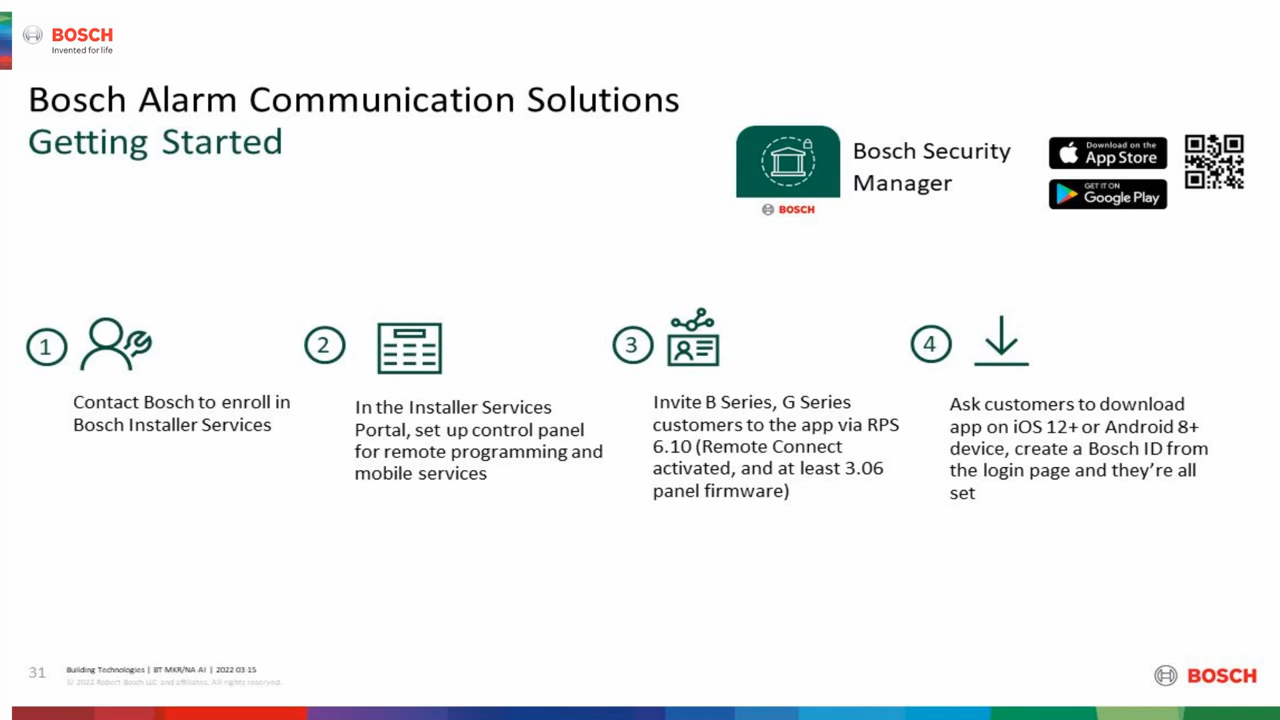 BOSCH
Invented for life
Bosch Alarm Communication Solutions
Getting Started
Bosch Security
Manager
BOSCH
Download on the
App Store
GET IT ON
Google Play
1
Contact Bosch to enroll in
Bosch Installer Services
2
In the Installer Services
Portal, set up control panel
for remote programming and
mobile services
3
Invite B Series, G Series
customers to the app via RPS
6.10 (Remote Connect
activated, and at least 3.06
panel firmware)
4
Ask customers to download
app on iOS 12+ or Android 8+
device, create a Bosch ID from
the login page and they’re all
set
31
Building Technologies | BT MKR/NA AI | 2022 03 15
© 2022 Robert Bosch LLC and affiliates. All rights reserved.
BOSCH